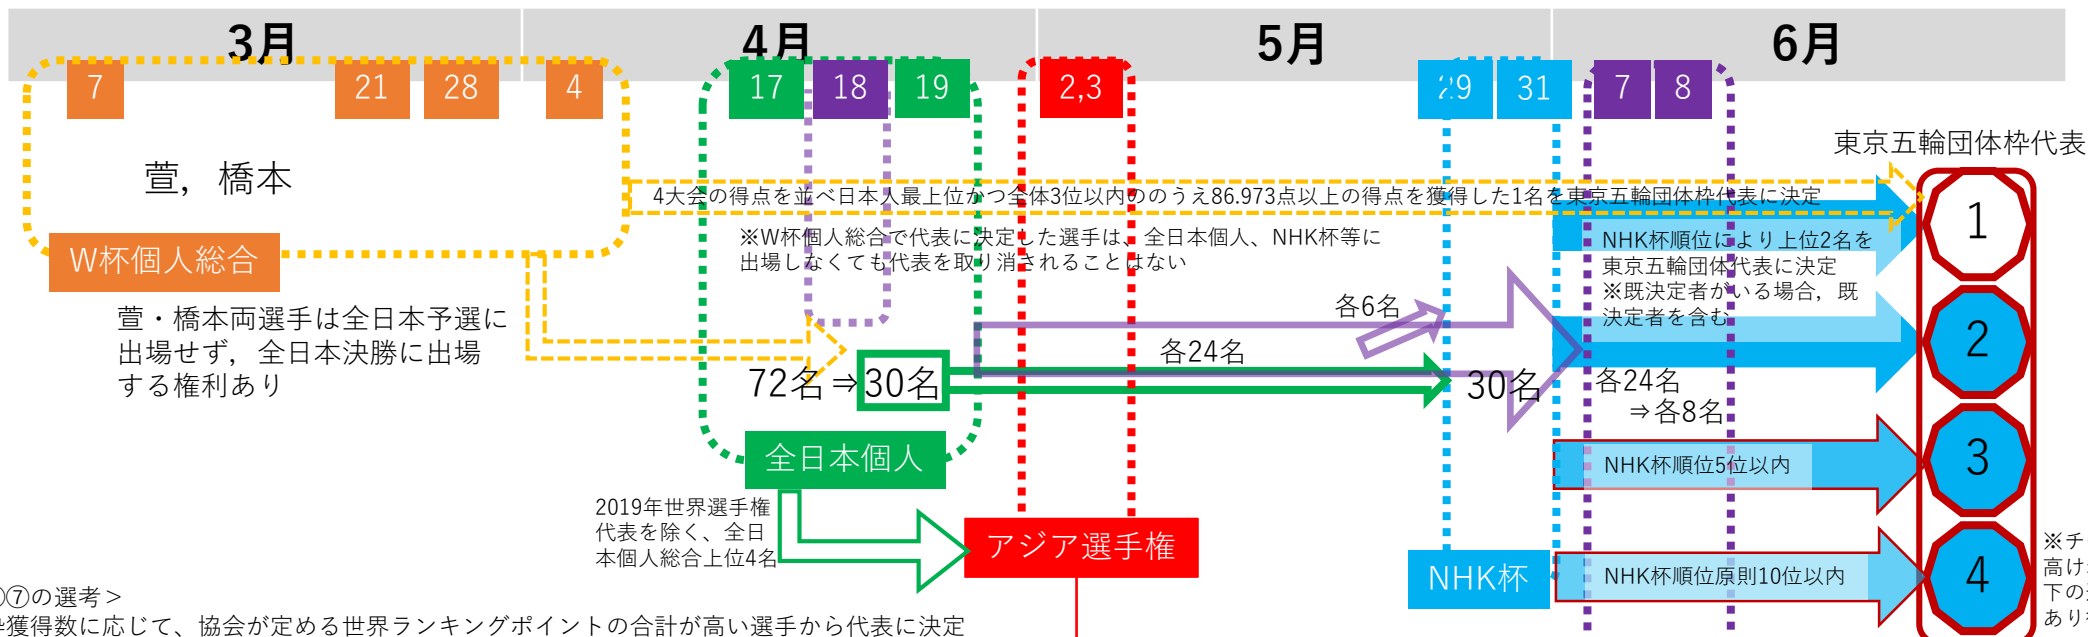 3月 4月 5月 6月
7 21 28 4 17 18 19 2,3 29 31 7 8
東京五輪団体枠代表
萱，橋本
4大会の得点を並べ日本人最上位かつ全体3位以内ののうえ86.973点以上の得点を獲得した1名を東京五輪団体枠代表に決定
1
※W杯個人総合で代表に決定した選手は、全日本個人、NHK杯等に
出場しなくても代表を取り消されることはない
NHK杯順位により上位2名を
東京五輪団体代表に決定
※既決定者がいる場合，既
決定者を含む
W杯個人総合
萱・橋本両選手は全日本予選に
出場せず，全日本決勝に出場
する権利あり
各6名
2
各24名
72名⇒30名
30名
各24名
⇒各8名
全日本個人
NHK杯順位5位以内
3
2019年世界選手権
代表を除く、全日
本個人総合上位4名
アジア選手権
NHK杯
NHK杯順位原則10位以内
4
※チ
高け
下の
あり
⑦の選考＞
獲得数に応じて、協会が定める世界ランキングポイントの合計が高い選手から代表に決定